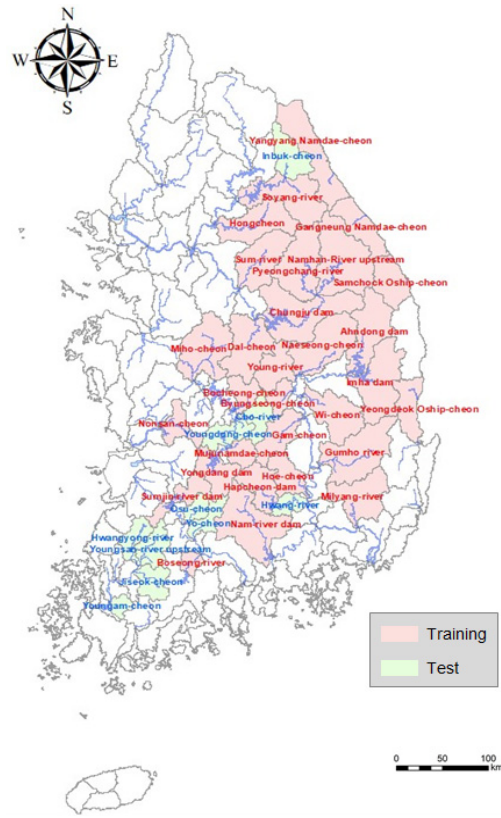 N
W E
S
Yangyang Namdae-cheon
Inbuk-cheon
Soyang-river
Hongcheon
Gangneung Namdae-cheon
Sum-river
Namhan-River upstream
Pyeongchang-river
Samchock Oship-cheon
Chungju dam
Ahndong dam
Miho-cheon
Dal-cheon
Naeseong-cheon
Young-river
Imha dam
Bocheong-cheon
Byungseong-cheon
Yeongdeok Oship-cheon
Cho-river
Wi-cheon
Nonsan-cheon
Youngdong-cheon
Gam-cheon
Mujunamdae-cheon
Gumho river
Yongdang dam
Hoe-cheon
Hapcheon-dam
Sumjin-river dam
Milyang-river
Osu-cheon
Hwang-river
Yo-cheon
Nam-river dam
Hwangyong-river
Youngsan-river upstream
Boseong-river
Jiseok-cheon
Youngam-cheon
Training
Test
0 50 100
km